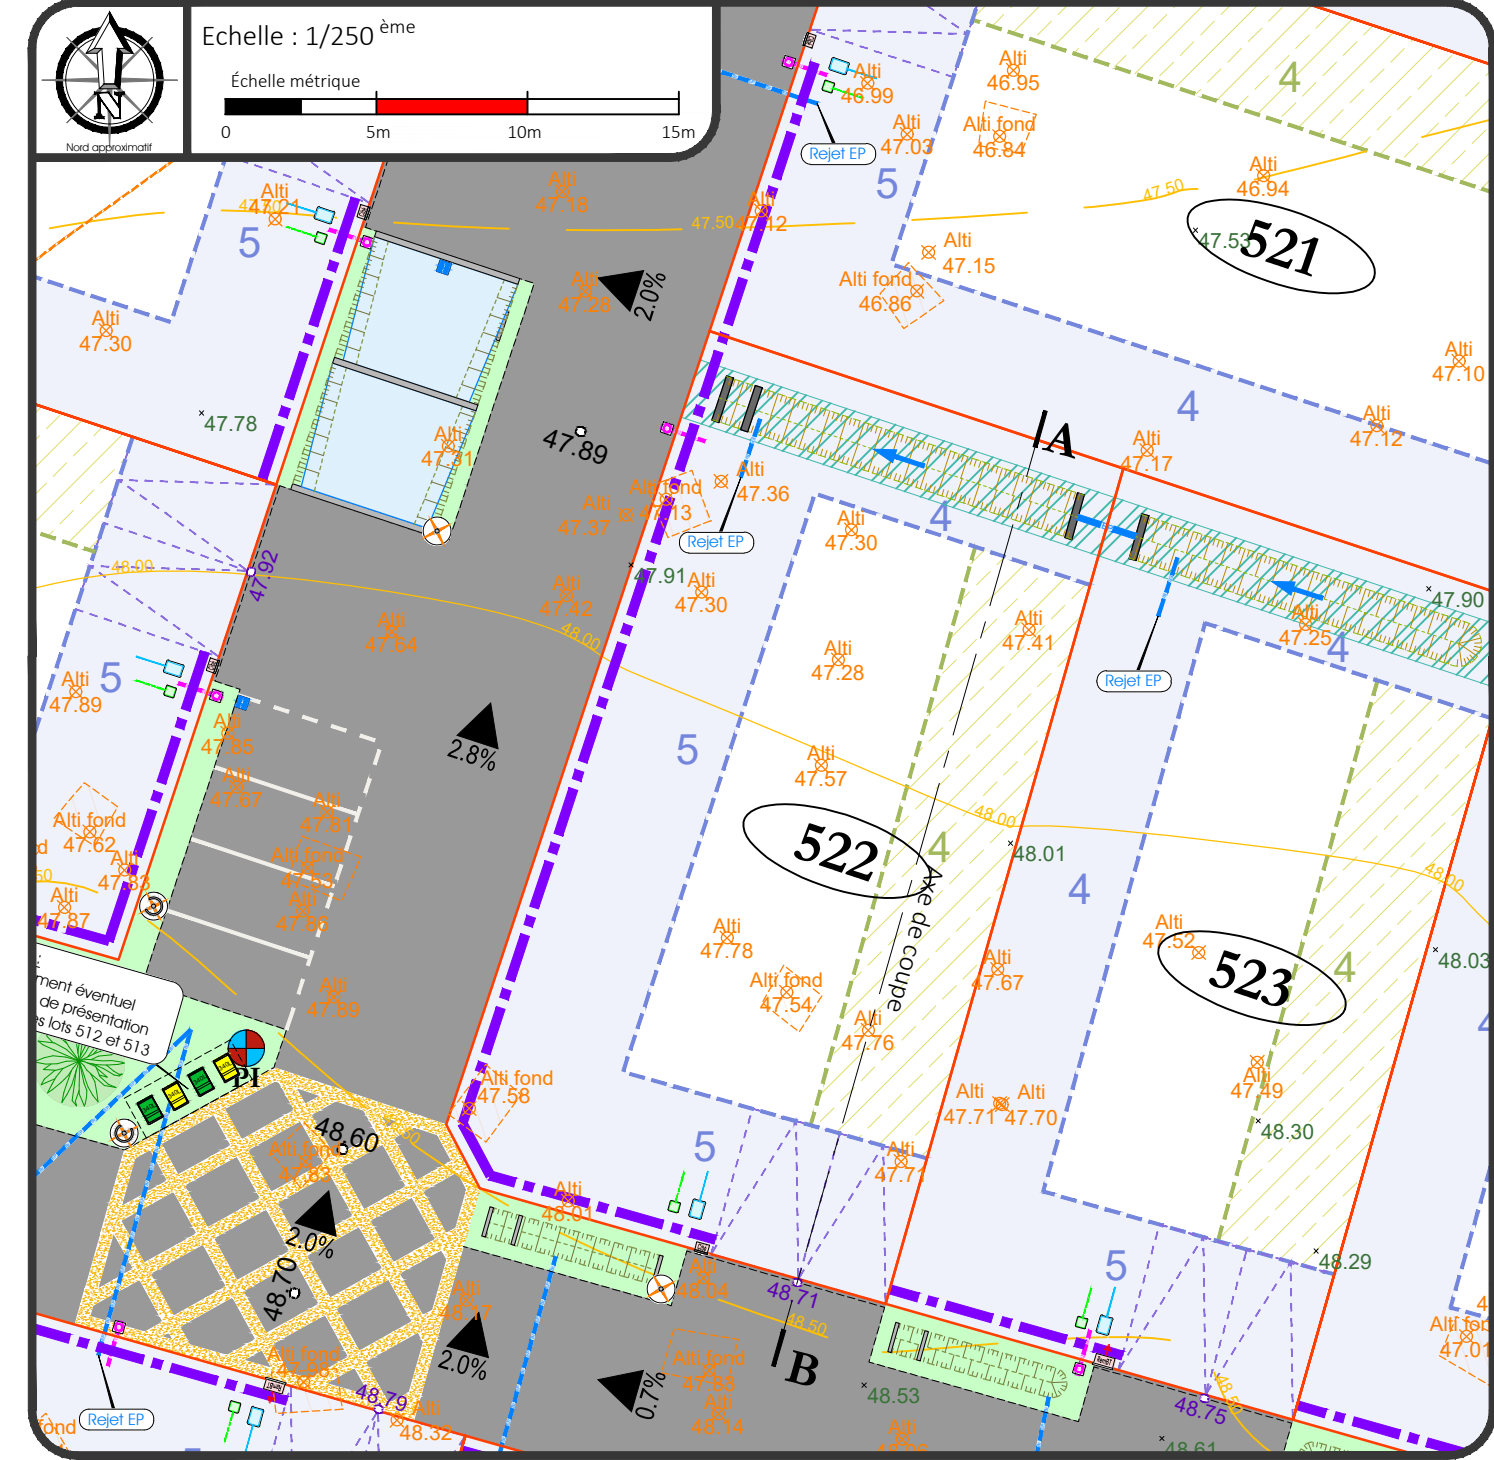 Echelle : 1/250 ème
Échelle métrique
0 5m 10m 15m
N
Nord approximatif
Alti
46.99
Alti
46.95
4
Alti
47.03
Alti fond
46.84
Rejet EP
5
Alti
46.94
47.50
Alti
47.21
5
Alti
47.18
47.50
Alti
47.12
47.53
521
Alti
47.15
Alti fond
46.86
Alti
47.28
2.0%
Alti
47.30
Alti
47.10
4
Alti
47.12
47.78
47.89
Alti
47.31
A
Alti
47.17
Alti
47.36
Alti fond
47.13
Alti
47.37
Rejet EP
4
Alti
47.30
48.00
47.92
47.91
Alti
47.42
Alti
47.30
47.90
Alti
47.25
4
Alti
47.64
48.00
Alti
47.41
Alti
47.28
Rejet EP
5
Alti
47.89
Alti
47.85
2.8%
5
Alti
47.57
Alti
47.67
Alti
47.81
48.00
522
4
48.01
Alti fond
47.62
Alti
47.83
Alti
47.87
Alti fond
Alti
47.86
Axe de coupe
4
48.00
Alti
47.78
Alti
47.52
523
4
48.03
Alti
47.67
Alti fond
47.54
Alti
47.89
Alti
47.76
ment éventuel
de présentation
es lots 512 et 513
PI
Alti fond
47.58
Alti
47.71
Alti
47.70
Alti
47.49
48.30
48.60
Alti fond
47.83
5
Alti
47.71
Alti
48.01
2.0%
48.70
Alti
48.04
48.71
48.50
5
48.29
Alti
2.0%
B
Alti fond
47.01
Alti fond
48.79
0.7%
Alti fond
47.83
Alti
48.14
48.53
48.75
Rejet EP
Alti
48.32
fond
Alti
48.61